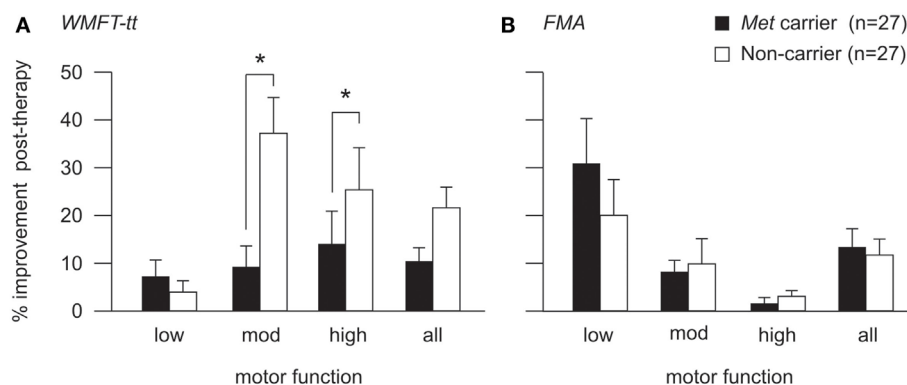 A WMFT-tt
B FMA
Met carrier (n=27)
Non-carrier (n=27)
% improvement post-therapy
50
40
30
20
10
0
*
*
low mod high all
motor function
low mod high all
motor function